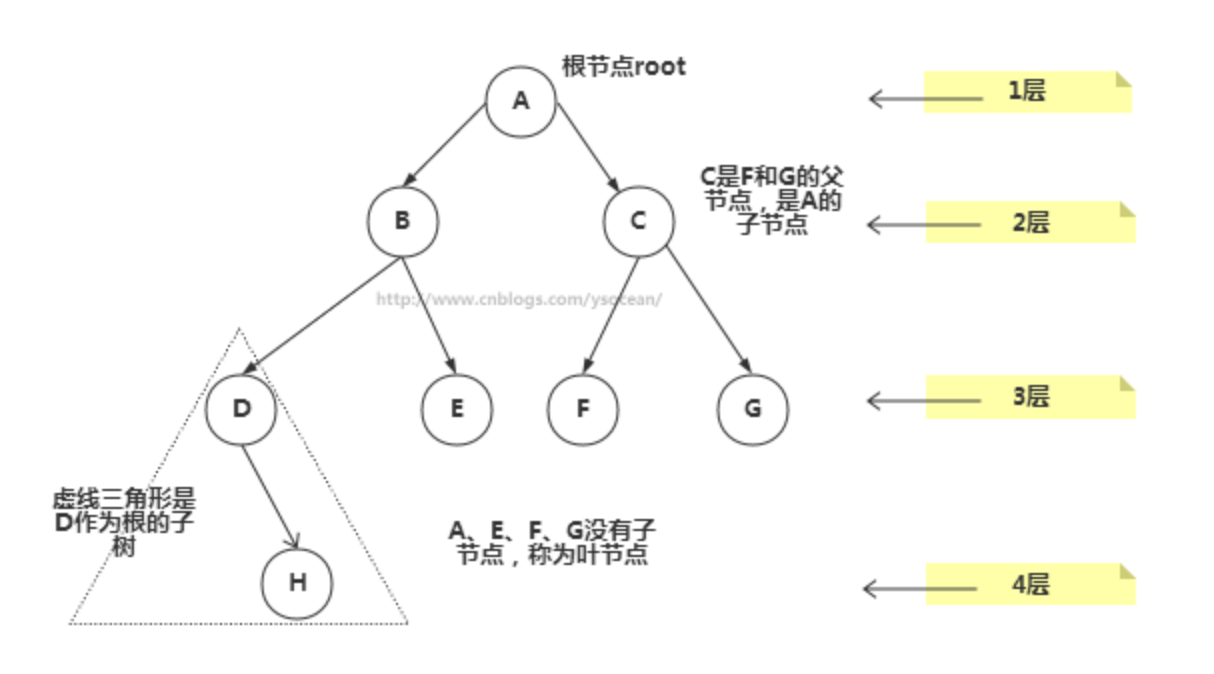 根节点root
A
1层
C是F和G的父
节点，是A的
子节点
B
C
2层
http://www.cnblogs.com/ysocean/
D
E
F
G
3层
虚线三角形是
D作为根的子
树
A、E、F、G没有子
节点，称为叶节点
H
4层